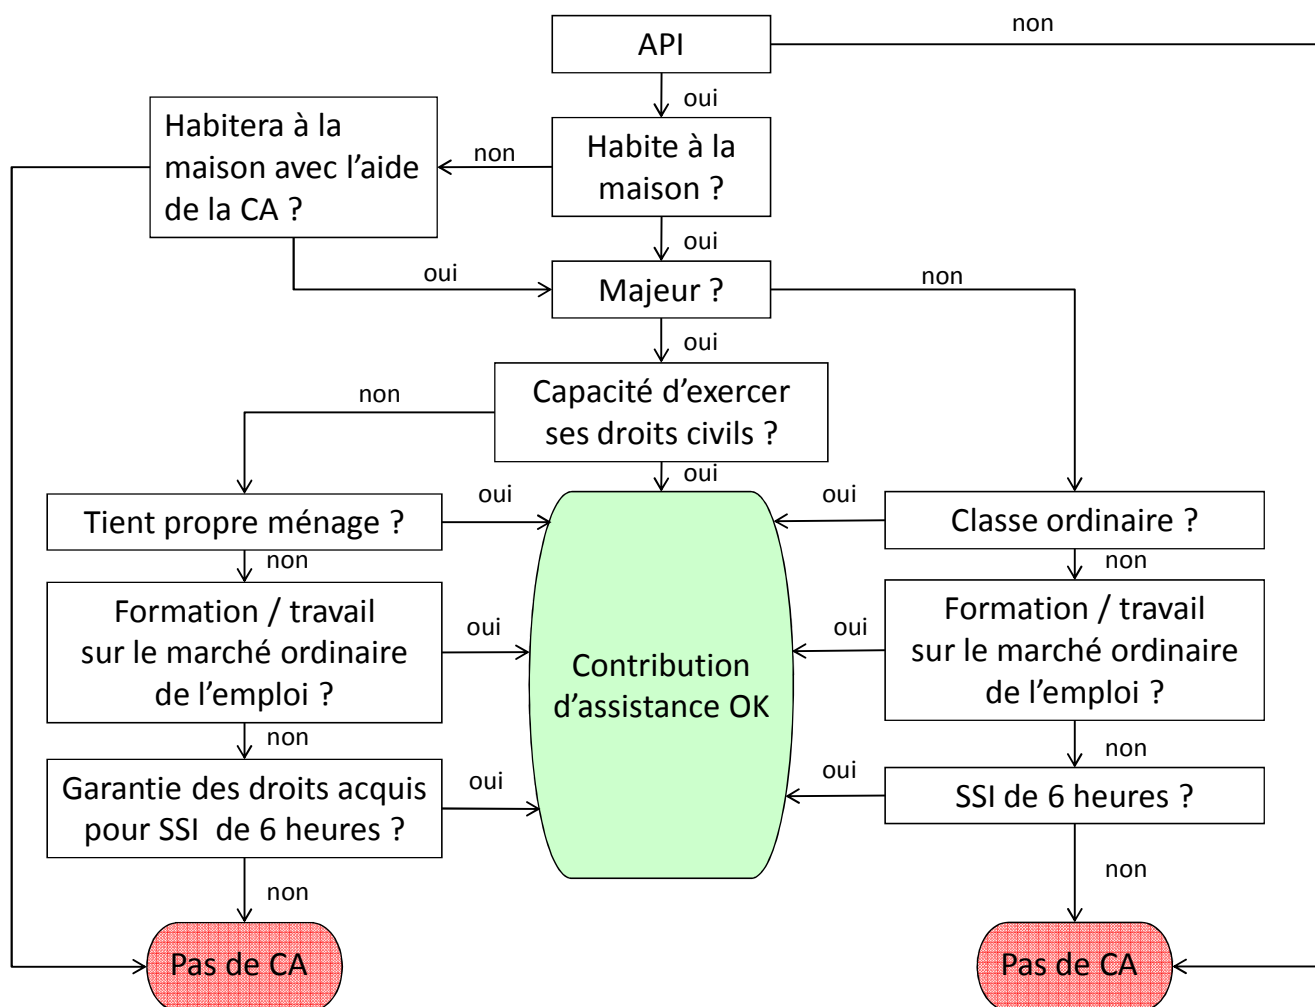 API
non
oui
Habitera à la
maison avec l’aide
de la CA ?
non
Habite à la
maison ?
oui
oui
Majeur ?
non
oui
non
Capacité d’exercer
ses droits civils ?
oui
Tient propre ménage ?
oui
oui
Classe ordinaire ?
non
non
Formation / travail
sur le marché ordinaire
de l’emploi ?
oui
Contribution
d’assistance OK
oui
Formation / travail
sur le marché ordinaire
de l’emploi ?
non
non
Garantie des droits acquis
pour SSI de 6 heures ?
oui
oui
SSI de 6 heures ?
non
non
Pas de CA
Pas de CA